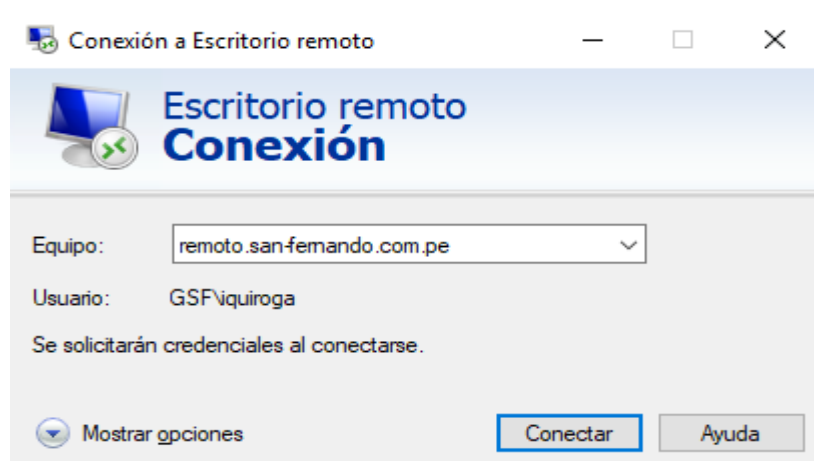 Conexión a Escritorio remoto
Escritorio remoto
Conexión
Equipo: remoto.san-fernando.com.pe
Usuario: GSF\iquiroga
Se solicitarán credenciales al conectarse.
Mostrar opciones Conectar Ayuda